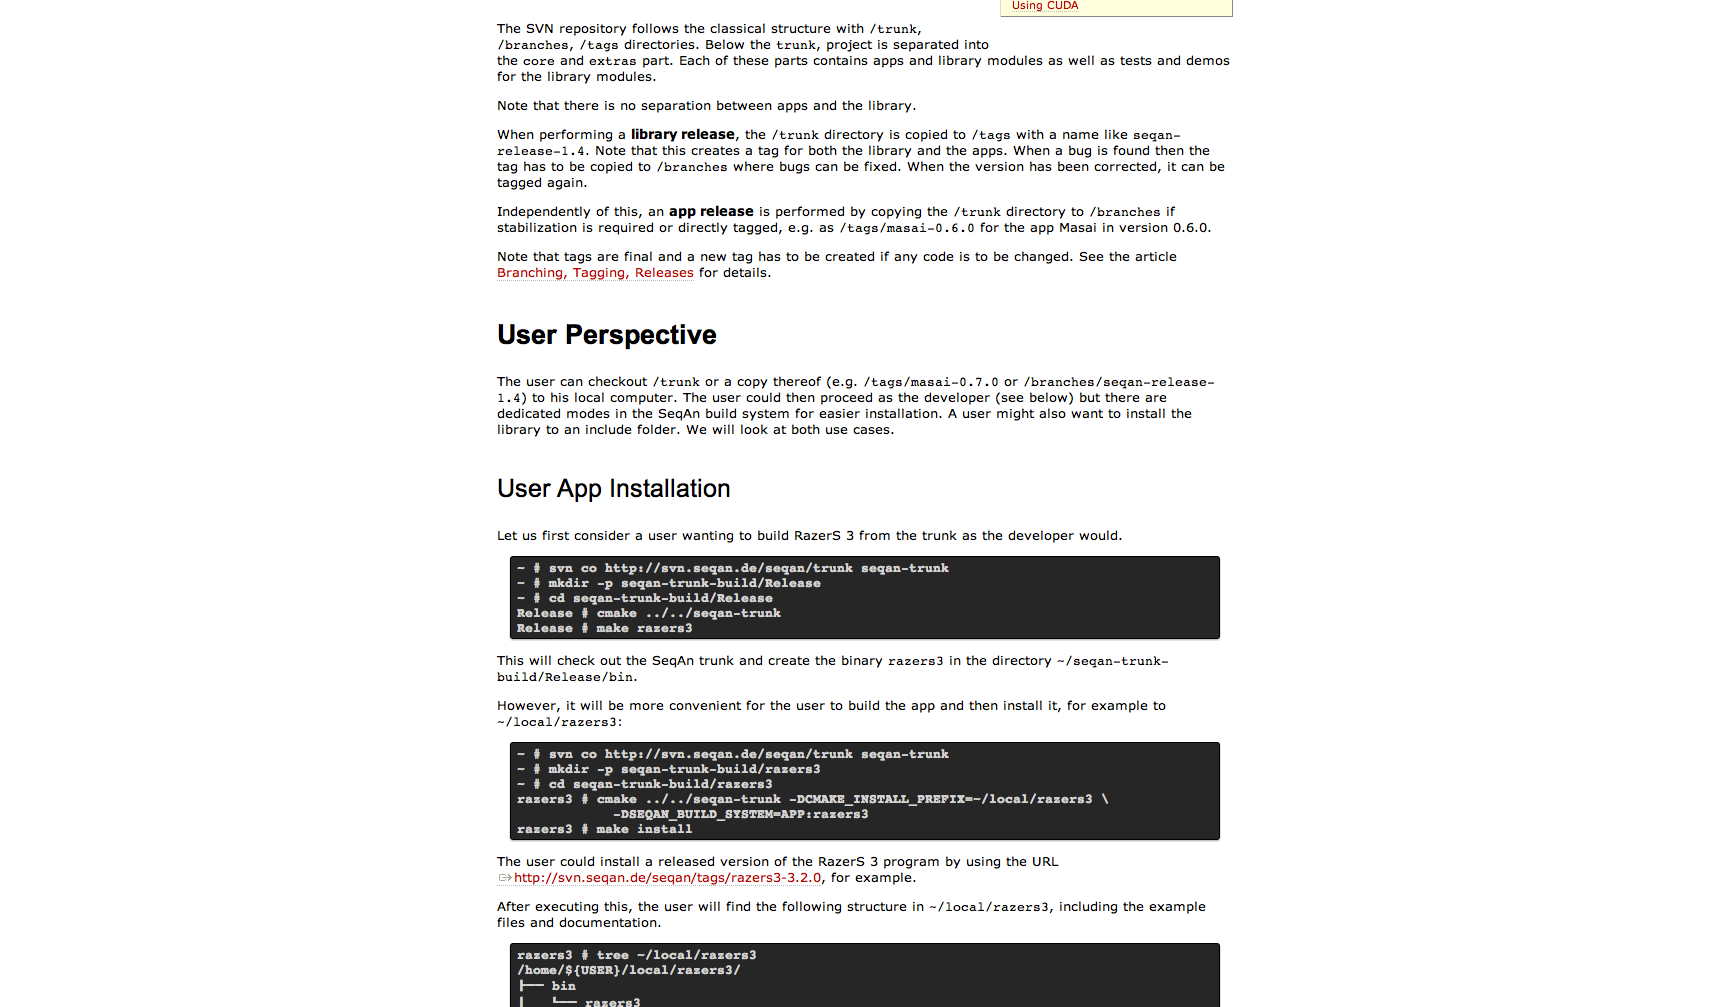 Using CUDA
The SVN repository follows the classical structure with /trunk,
/branches, /tags directories. Below the trunk, project is separated into
the core and extras part. Each of these parts contains apps and library modules as well as tests and demos
for the library modules.
Note that there is no separation between apps and the library.
When performing a library release, the /trunk directory is copied to /tags with a name like seqan-
release-1.4. Note that this creates a tag for both the library and the apps. When a bug is found then the
tag has to be copied to /branches where bugs can be fixed. When the version has been corrected, it can be
tagged again.
Independently of this, an app release is performed by copying the /trunk directory to /branches if
stabilization is required or directly tagged, e.g. as /tags/masai-0.6.0 for the app Masai in version 0.6.0.
Note that tags are final and a new tag has to be created if any code is to be changed. See the article
Branching, Tagging, Releases for details.
User Perspective
The user can checkout /trunk or a copy thereof (e.g. /tags/masai-0.7.0 or /branches/seqan-release-
1.4) to his local computer. The user could then proceed as the developer (see below) but there are
dedicated modes in the SeqAn build system for easier installation. A user might also want to install the
library to an include folder. We will look at both use cases.
User App Installation
Let us first consider a user wanting to build RazerS 3 from the trunk as the developer would.
~ # svn co http://svn.seqan.de/seqan/trunk seqan-trunk
~ # mkdir -p seqan-trunk-build/Release
~ # cd seqan-trunk-build/Release
Release # cmake ../../seqan-trunk
Release # make razers3
This will check out the SeqAn trunk and create the binary razers3 in the directory ~/seqan-trunk-
build/Release/bin.
However, it will be more convenient for the user to build the app and then install it, for example to
~/local/razers3:
~ # svn co http://svn.seqan.de/seqan/trunk seqan-trunk
~ # mkdir -p seqan-trunk-build/razers3
~ # cd seqan-trunk-build/razers3
razers3 # cmake ../../seqan-trunk -DCMAKE_INSTALL_PREFIX=~/local/razers3 \
-DSEQAN_BUILD_SYSTEM=APP:razers3
razers3 # make install
The user could install a released version of the RazerS 3 program by using the URL
http://svn.seqan.de/seqan/tags/razers3-3.2.0, for example.
After executing this, the user will find the following structure in ~/local/razers3, including the example
files and documentation.
razers3 # tree ~/local/razers3
/home/${USER}/local/razers3/
├── bin
│   └── razers3